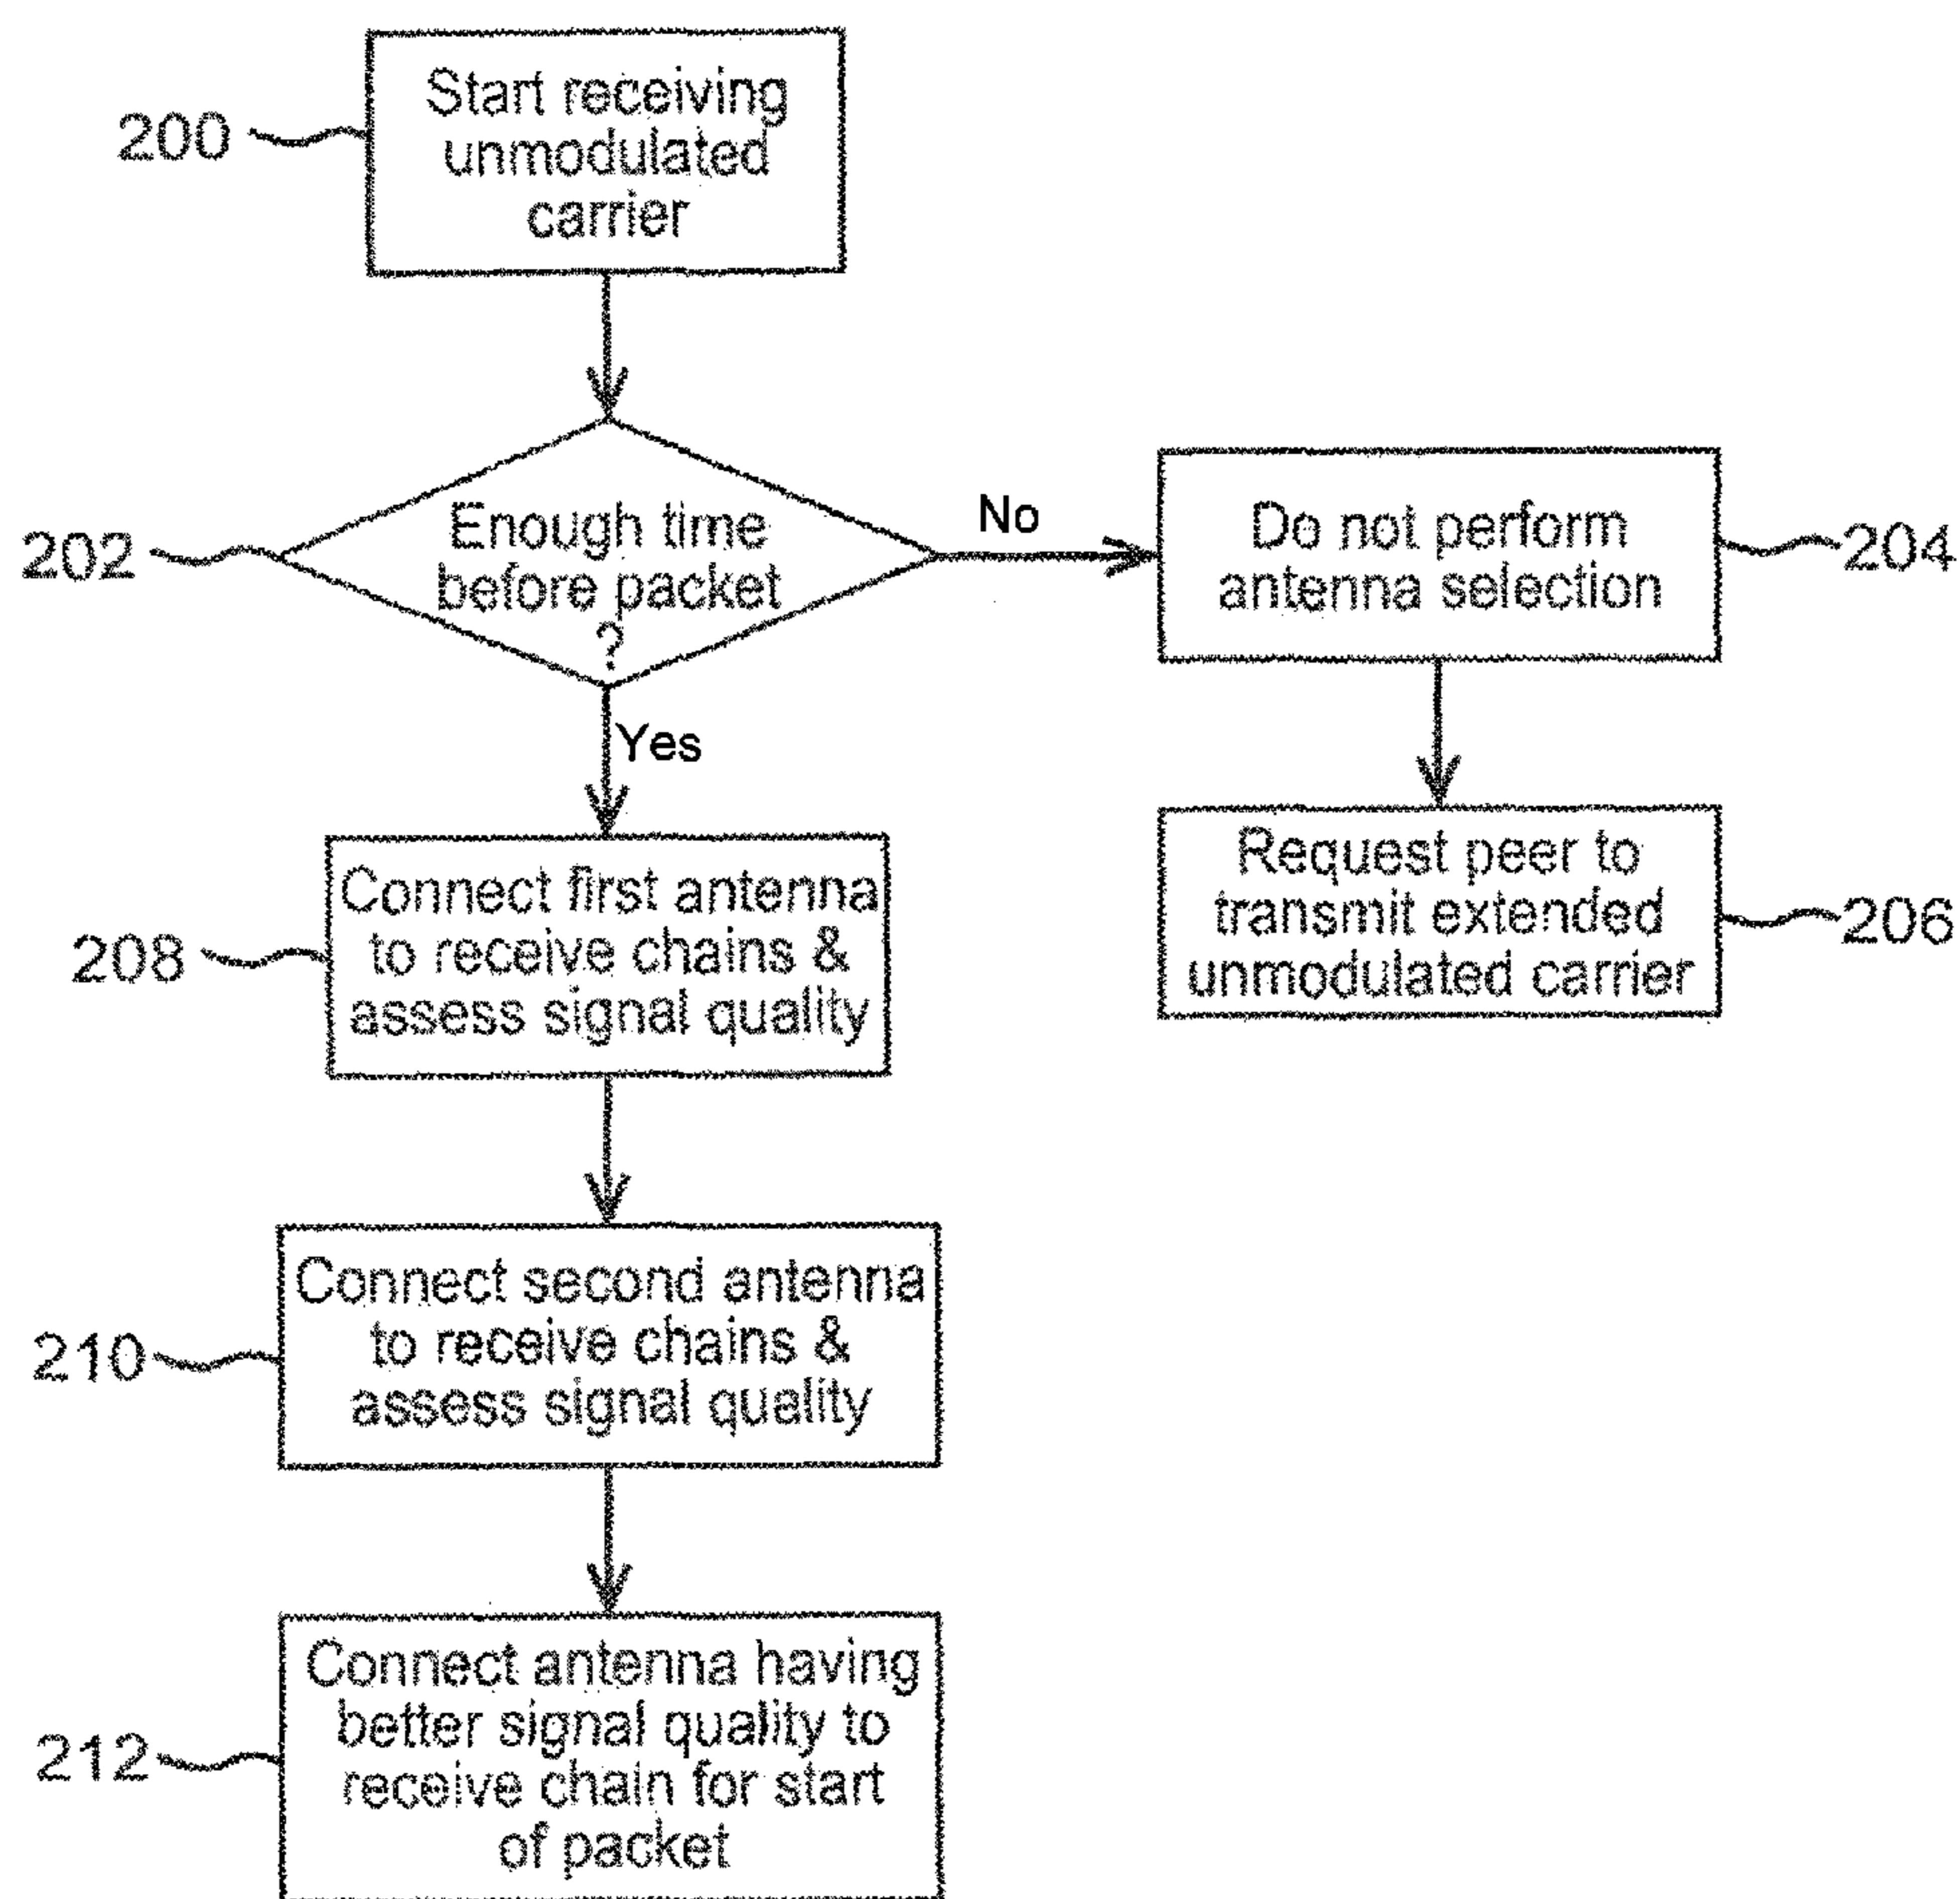 200
Start receiving
unmodulated
carrier
202
Enough time
before packet
?
No
Do not perform
antenna selection
204
Yes
Request peer to
transmit extended
unmodulated carrier
206
208
Connect first antenna
to receive chains &
assess signal quality
210
Connect second antenna
to receive chains &
assess signal quality
212
Connect antenna having
better signal quality to
receive chain for start
of packet